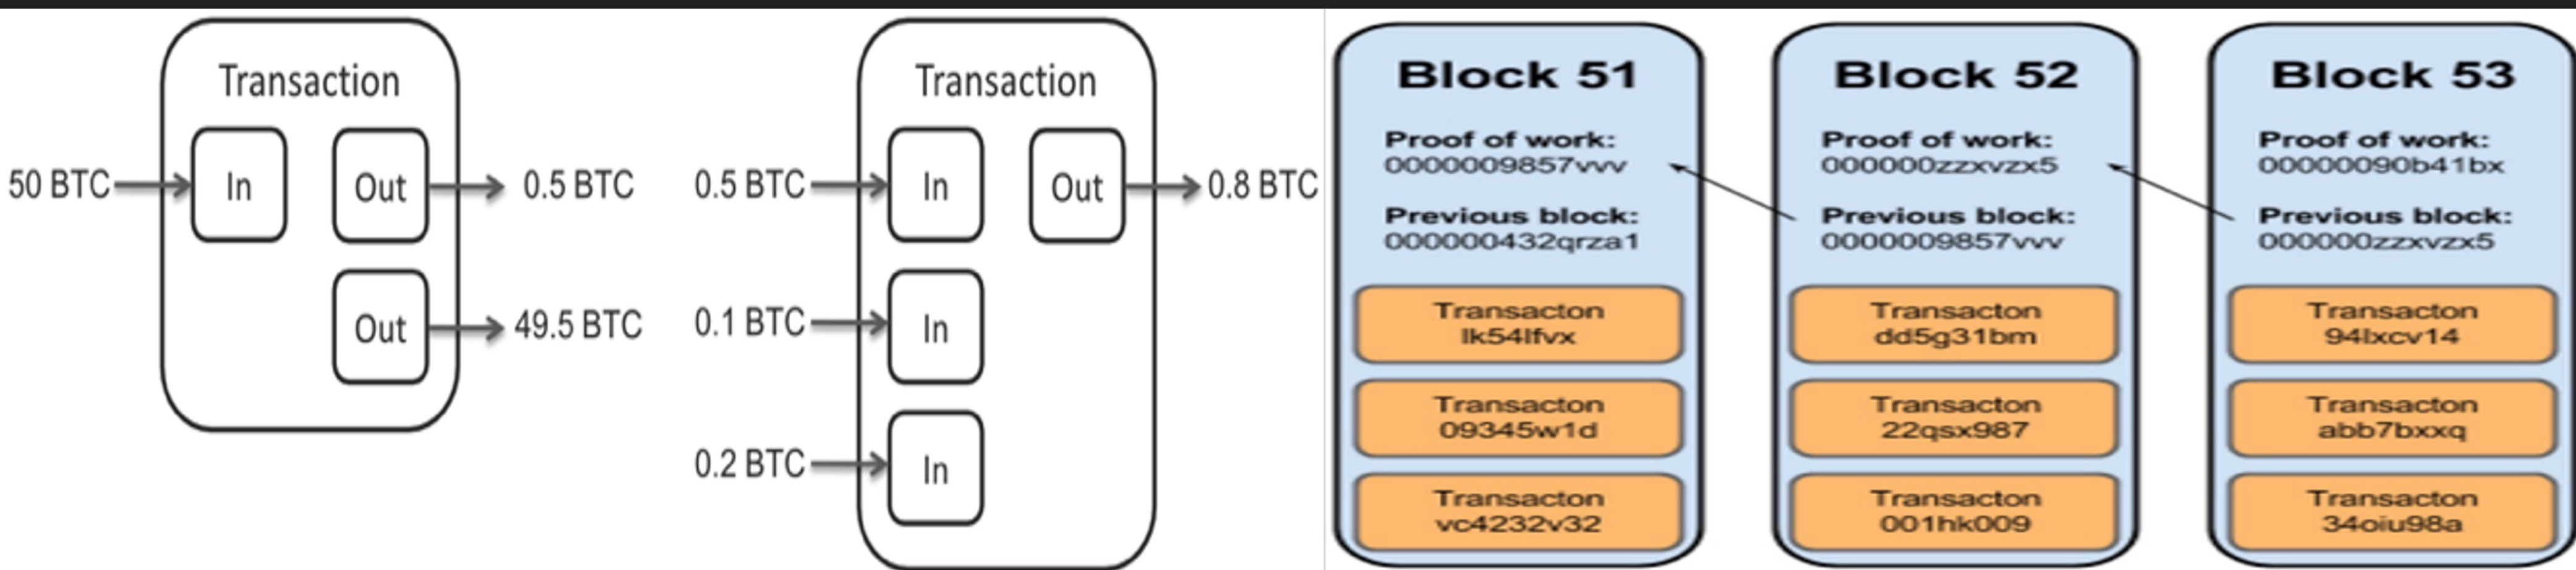 Transaction
50 BTC
In
Out
0.5 BTC
Out
49.5 BTC
Transaction
0.5 BTC
In
Out
0.8 BTC
0.1 BTC
In
0.2 BTC
In
Block 51
Proof of work:
0000009857vvv
Previous block:
000000432qrza1
Transacton
lk54lfvx
Transacton
09345w1d
Transacton
vc4232v32
Block 52
Proof of work:
000000zzxvzx5
Previous block:
0000009857vvv
Transacton
dd5g31bm
Transacton
22qsx987
Transacton
001hk009
Block 53
Proof of work:
00000090b41bx
Previous block:
000000zzxvzx5
Transacton
94lxcv14
Transacton
abb7bxxq
Transacton
34oiu98a